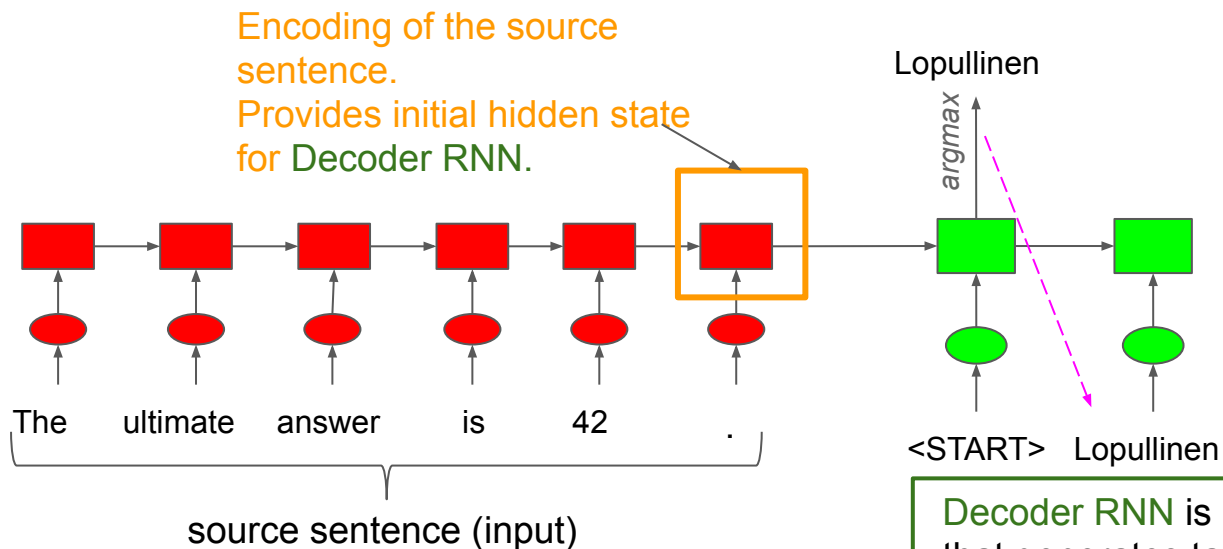 Encoding of the source
sentence.
Provides initial hidden state
for Decoder RNN.
Lopullinen
argmax
The ultimate answer is 42 .
<START> Lopullinen
source sentence (input)
Decoder RNN is